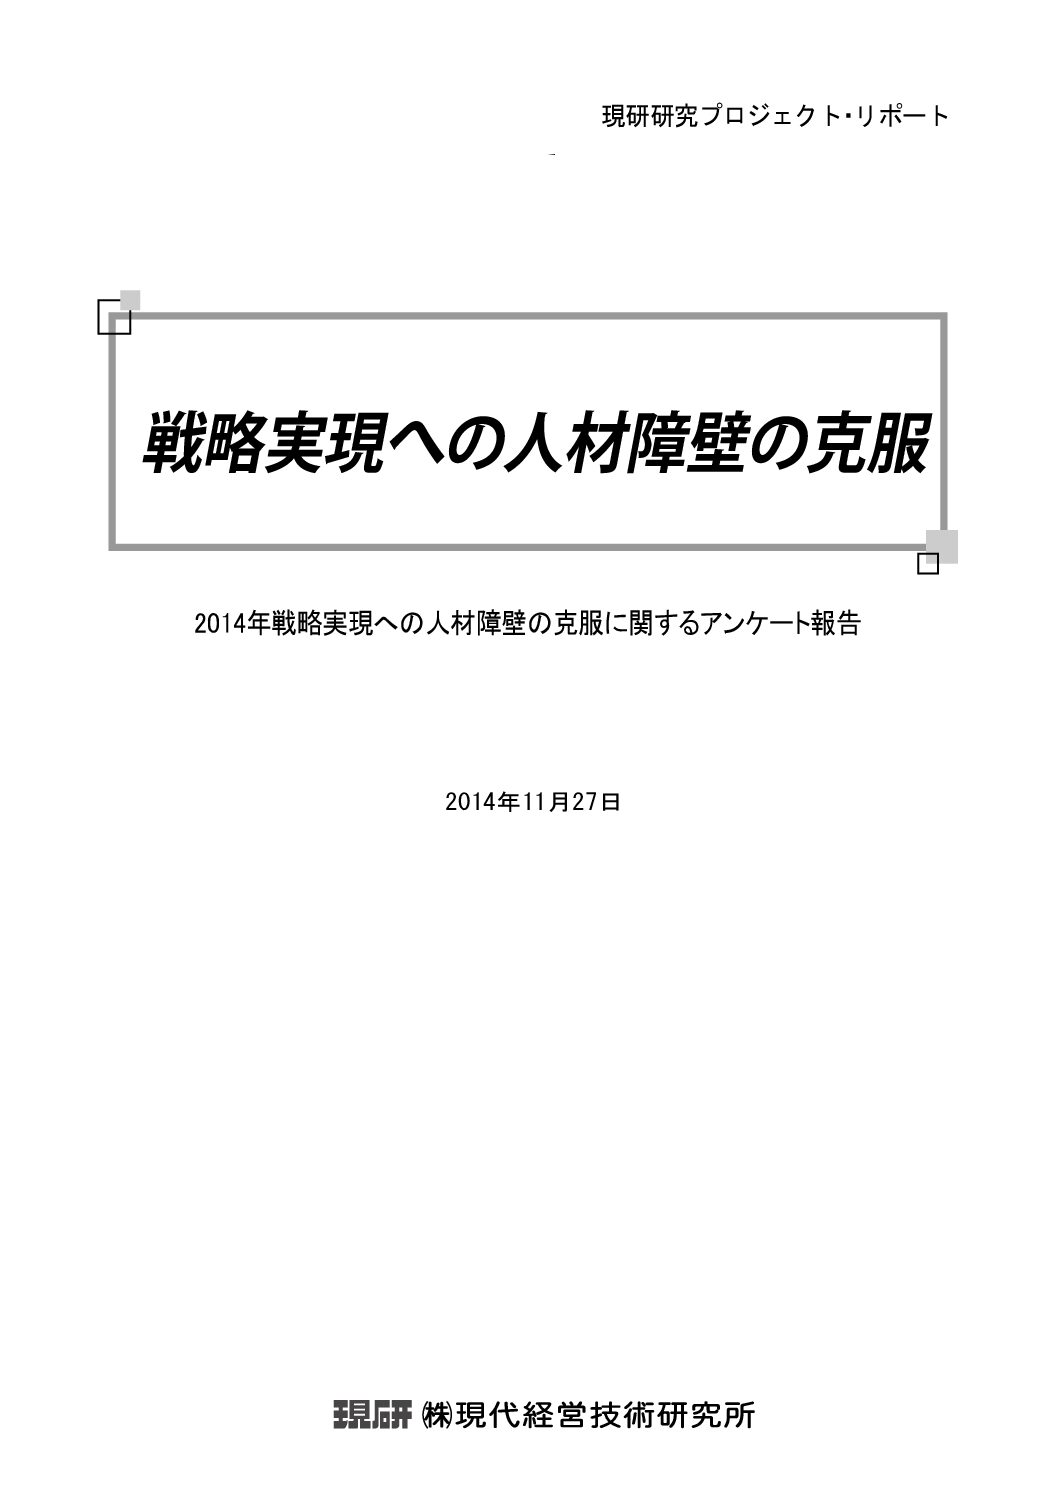 現研研究プロジェクト・リポート
戦略実現への人材障壁の克服
2014年戦略実現への人材障壁の克服に関するアンケート報告
2014年11月27日
現研 ㈱現代経営技術研究所